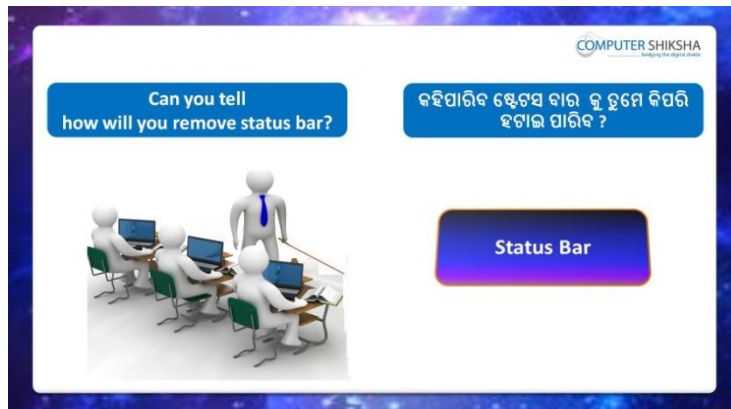 COMPUTER SHIKSHA
bridging the digital divide
Can you tell
how will you remove status bar?
କହିପାରିବ ଷ୍ଟେଟସ ବାର କୁ ତୁମେ କିପରି
ହଟାଇ ପାରିବ ?
Status Bar